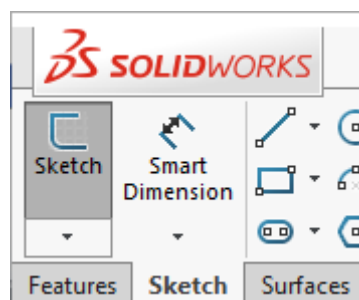 SOLIDWORKS
Sketch
Smart
Dimension
Features
Sketch
Surfaces